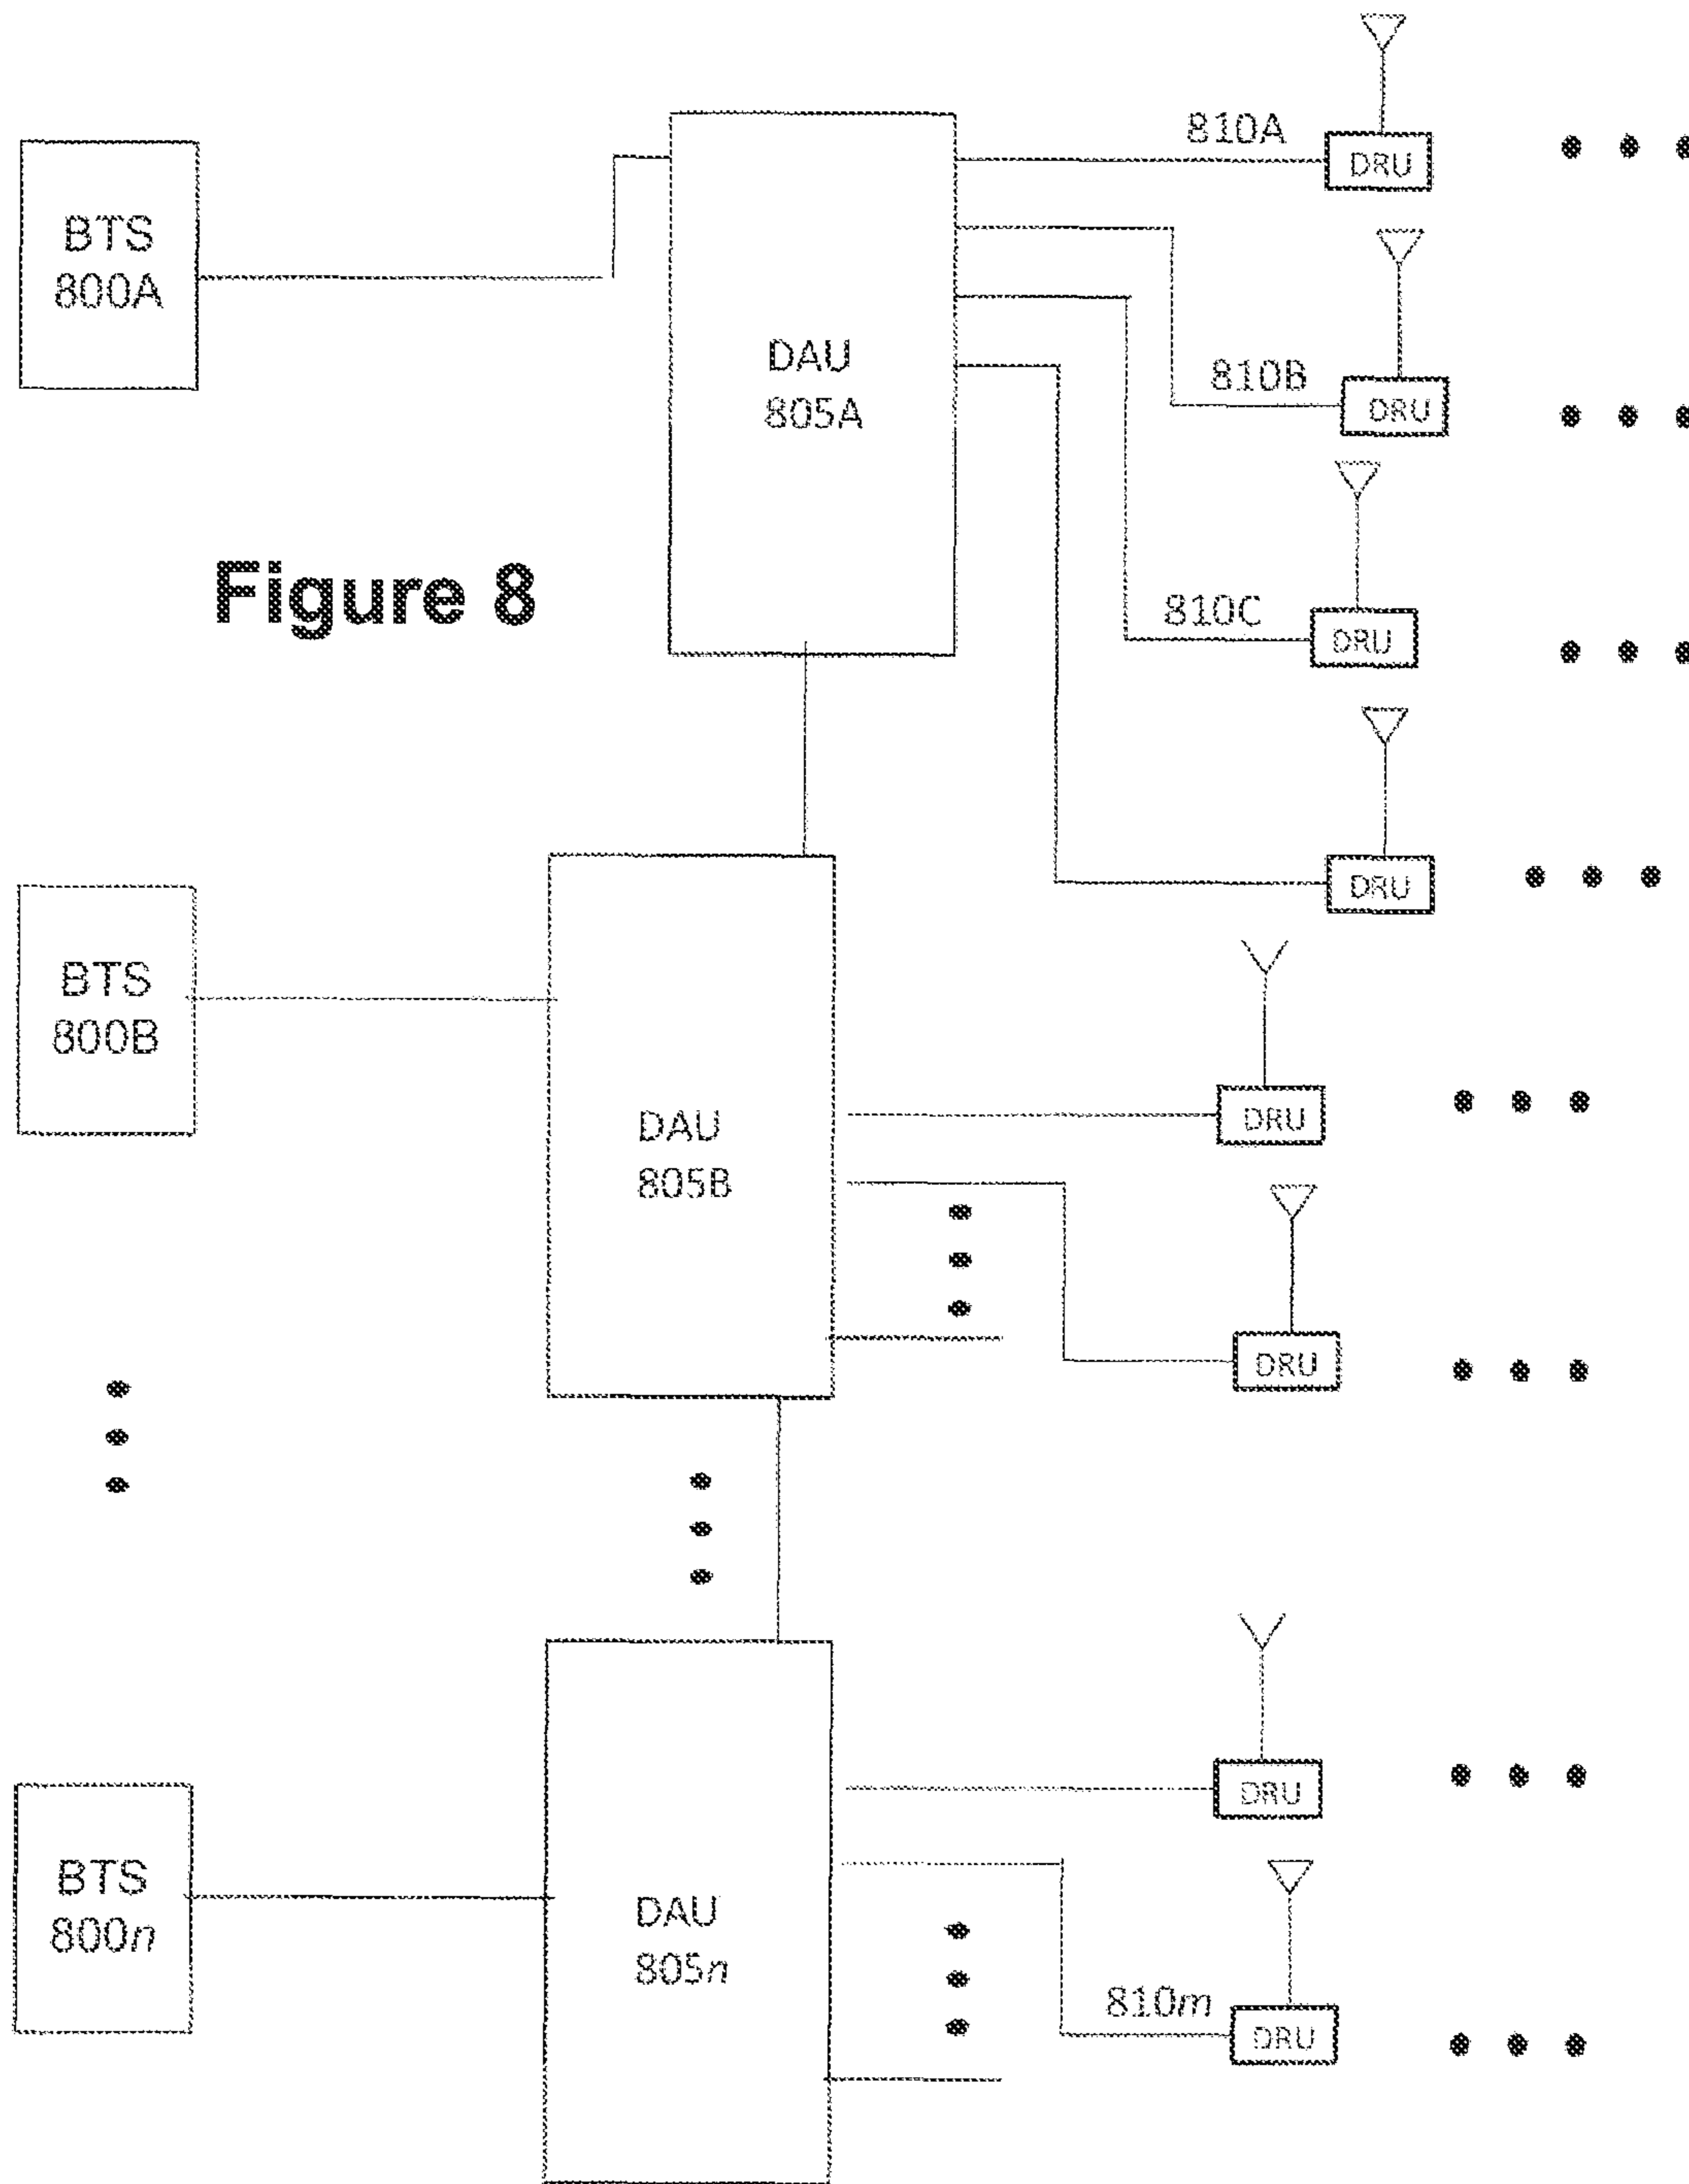 810A
DRU
BTS
800A
DAU
805A
810B
DRU
Figure 8
810C
DRU
DRU
BTS
800B
DAU
805B
DRU
DRU
DRU
BTS
800n
DAU
805n
810m
DRU